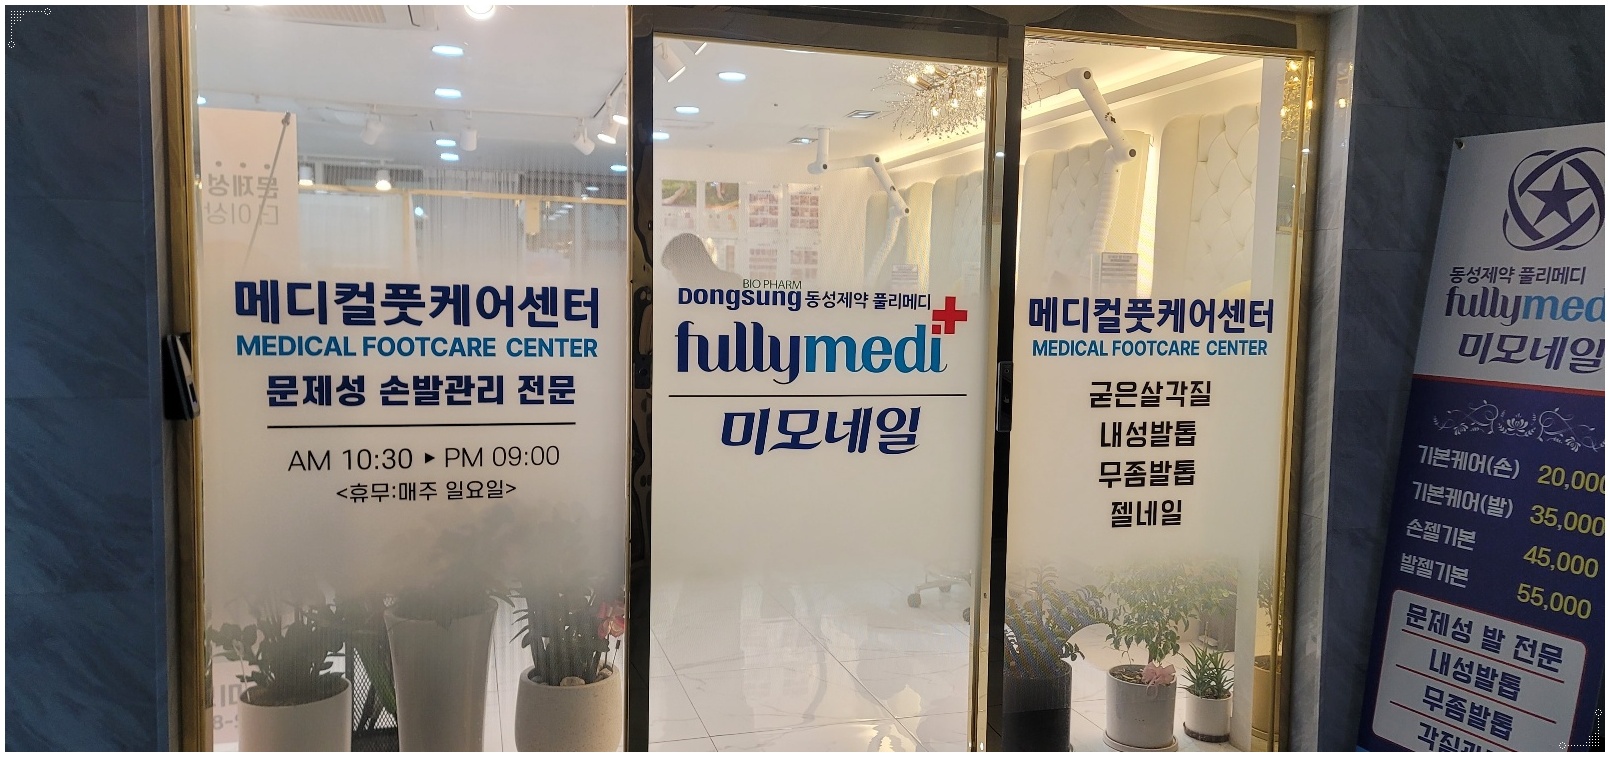 메디컬풋케어센터
MEDICAL FOOTCARE CENTER
문제성 손발관리 전문
AM 10:30 ▸ PM 09:00
<휴무:매주 일요일>
BIO PHARM
Dongsung 동성제약 풀리메디
fullymedi
미모네일
메디컬풋케어센터
MEDICAL FOOTCARE CENTER
굳은살각질
내성발톱
무좀발톱
젤네일
동성제약 풀리메디
fullymed
미모네일
기본케어(손) 20,000
기본케어(발) 35,000
손젤기본 45,000
발젤기본 55,000
문제성 발 전문
내성발톱
무좀발톱
문제성
더이상